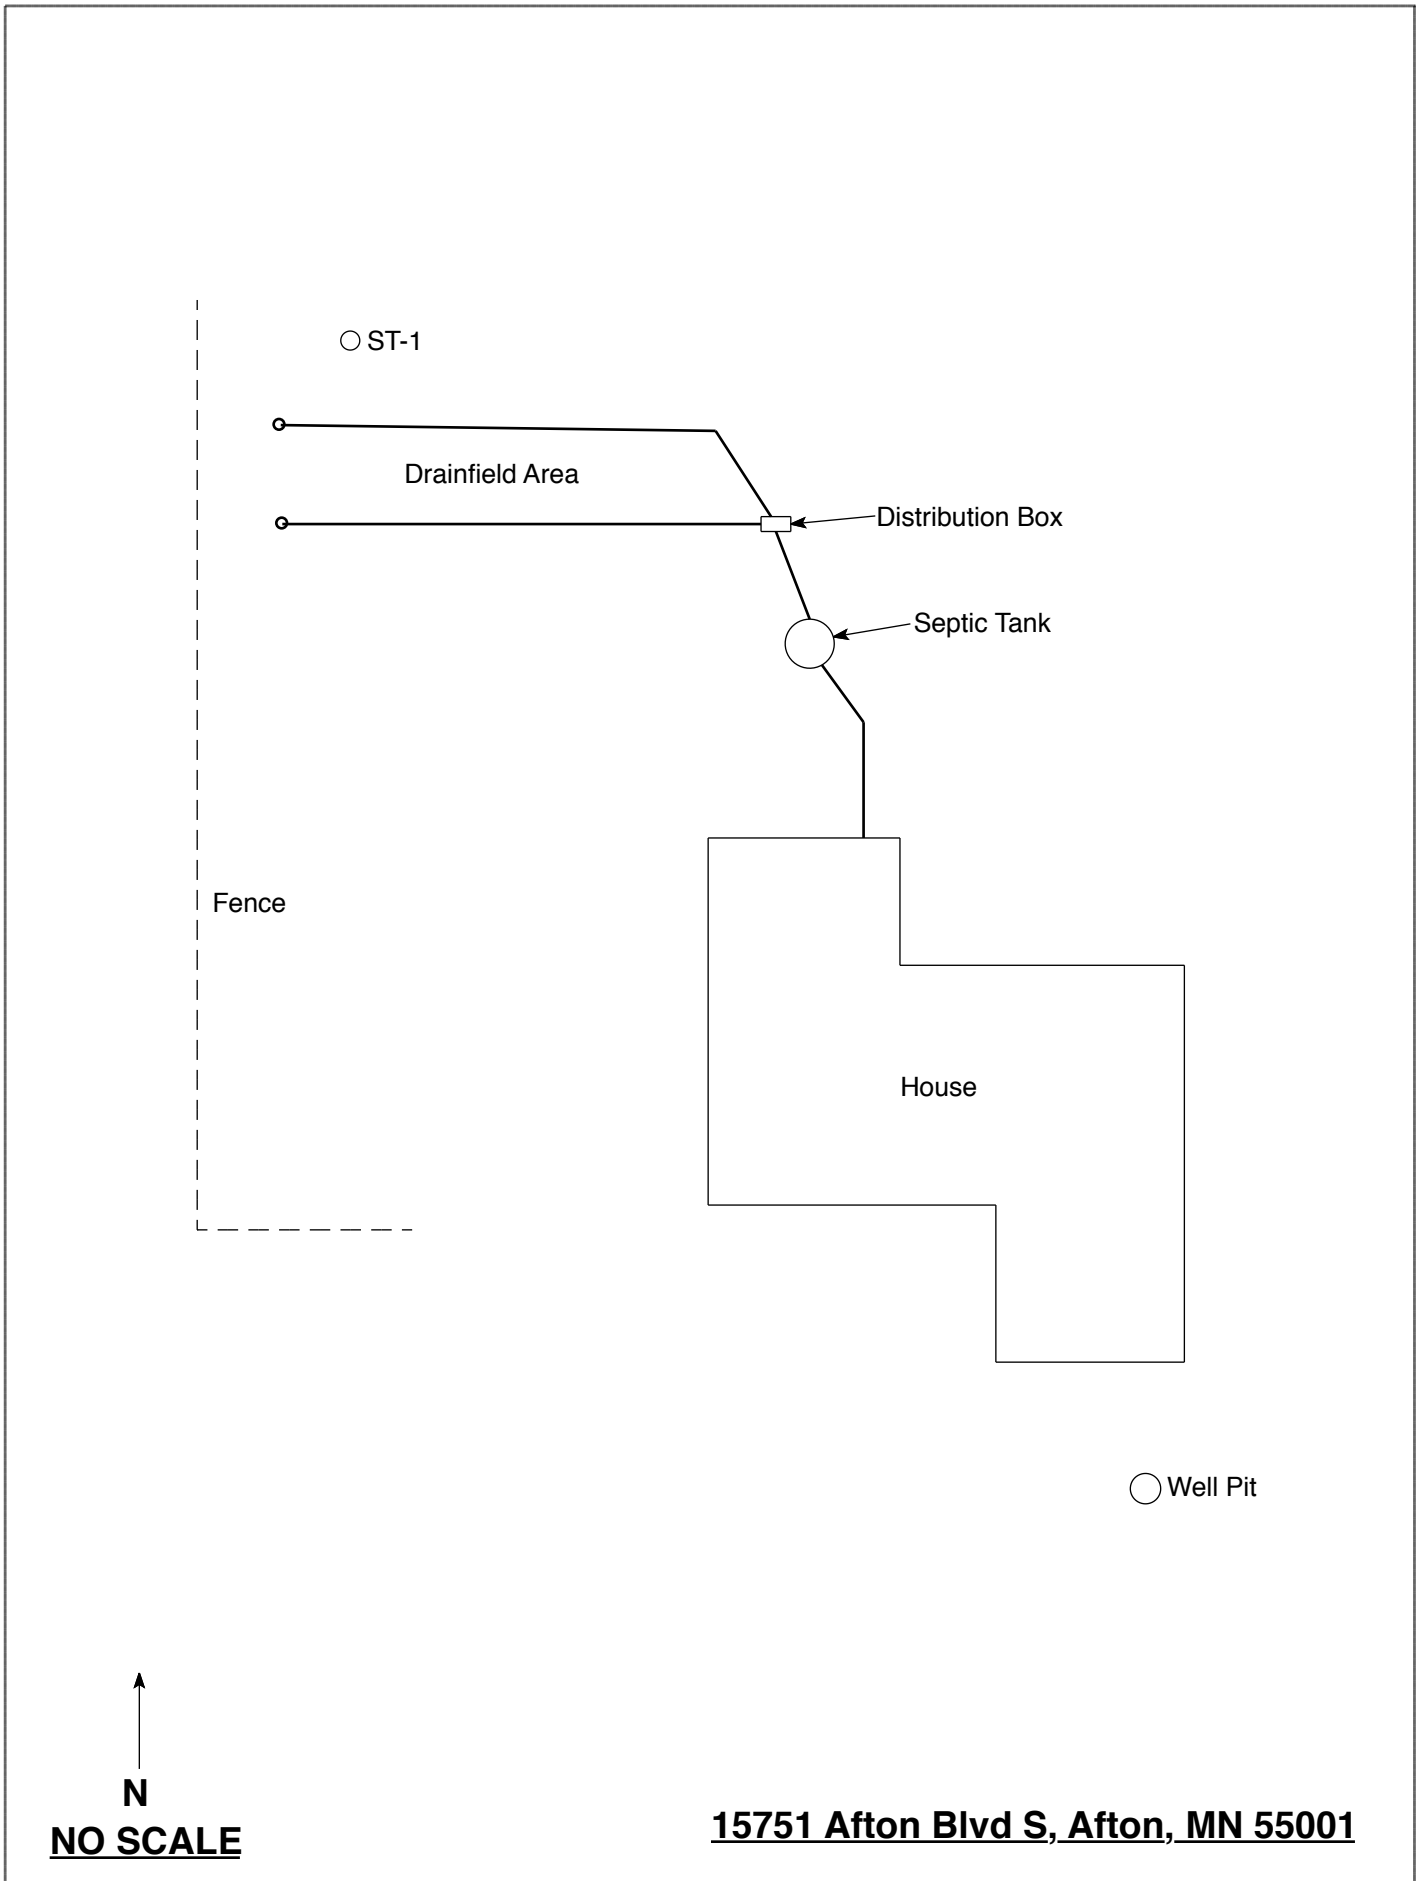 ST-1
Drainfield Area
Distribution Box
Septic Tank
Fence
House
Well Pit
N
NO SCALE
15751 Afton Blvd S, Afton, MN 55001